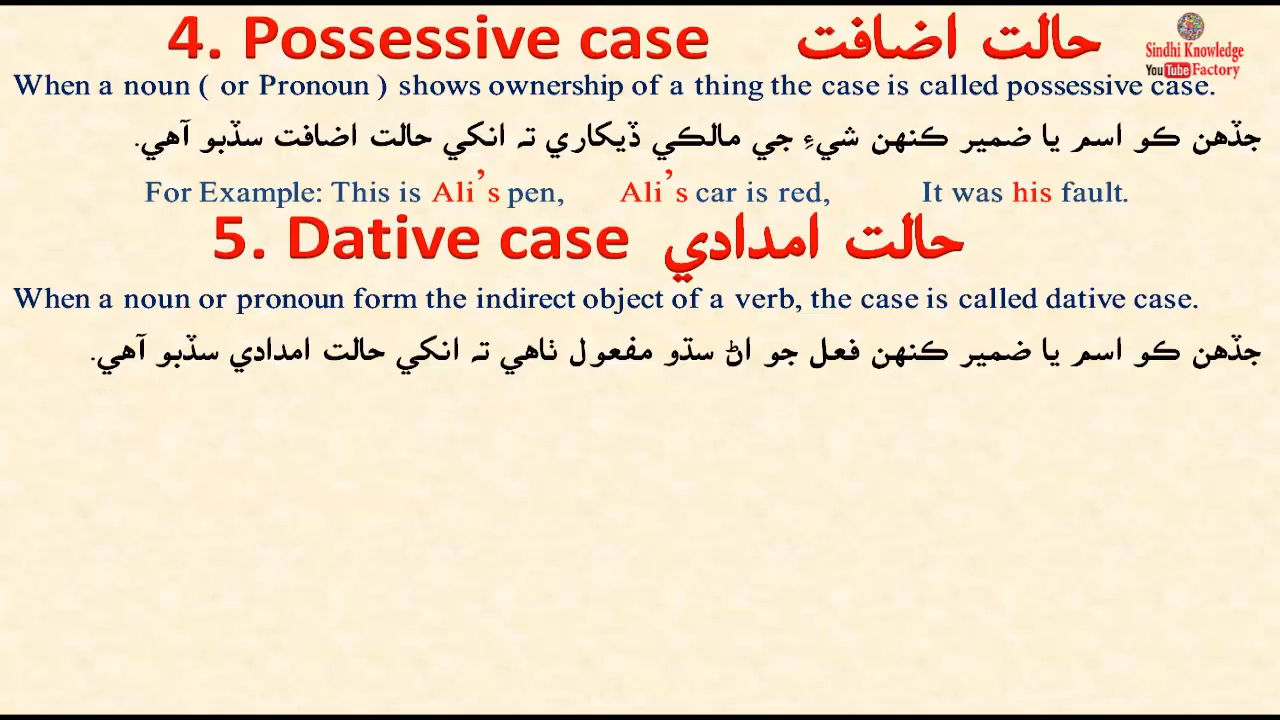 4. Possessive case حالت اضافت
Sindhi Knowledge
YouTube Factory
When a noun ( or Pronoun ) shows ownership of a thing the case is called possessive case.
جڏهن ڪو اسم يا ضمير ڪنهن شيءِ جي مالڪي ڏيکاري ته انکي حالت اضافت سڏبو آهي.
For Example: This is Ali’s pen, Ali’s car is red, It was his fault.
5. Dative case حالت امدادي
When a noun or pronoun form the indirect object of a verb, the case is called dative case.
جڏهن ڪو اسم يا ضمير ڪنهن فعل جو اڻ سڌو مفعول ٺاهي ته انکي حالت امدادي سڏبو آهي.